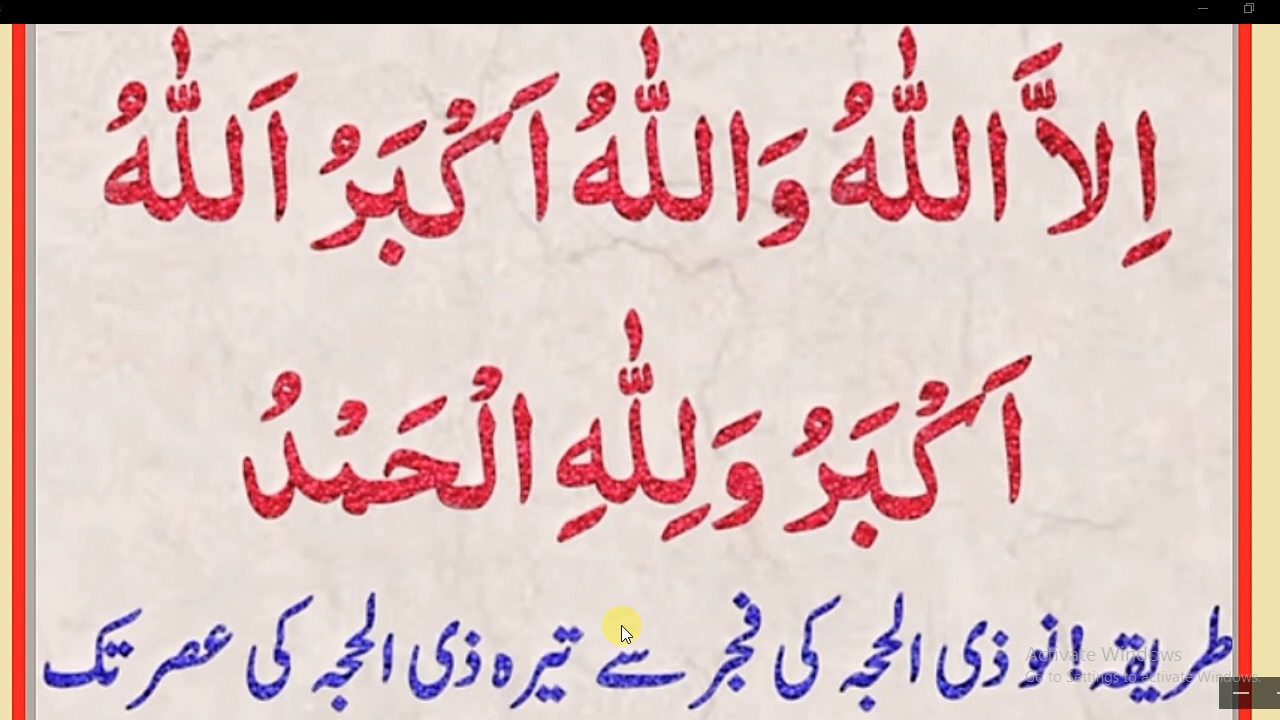 اِلاَّ اللّٰهُ وَاللّٰهُ اَكْبَرُ اَللّٰهُ
اَكْبَرُ وَلِلّٰهِ الْحَمْدُ
طریقہ!نو ذی الحجہ کی فجر سے تیرہ ذی الحجہ کی عصر تک
Activate Windows
Go to Settings to activate Windows.